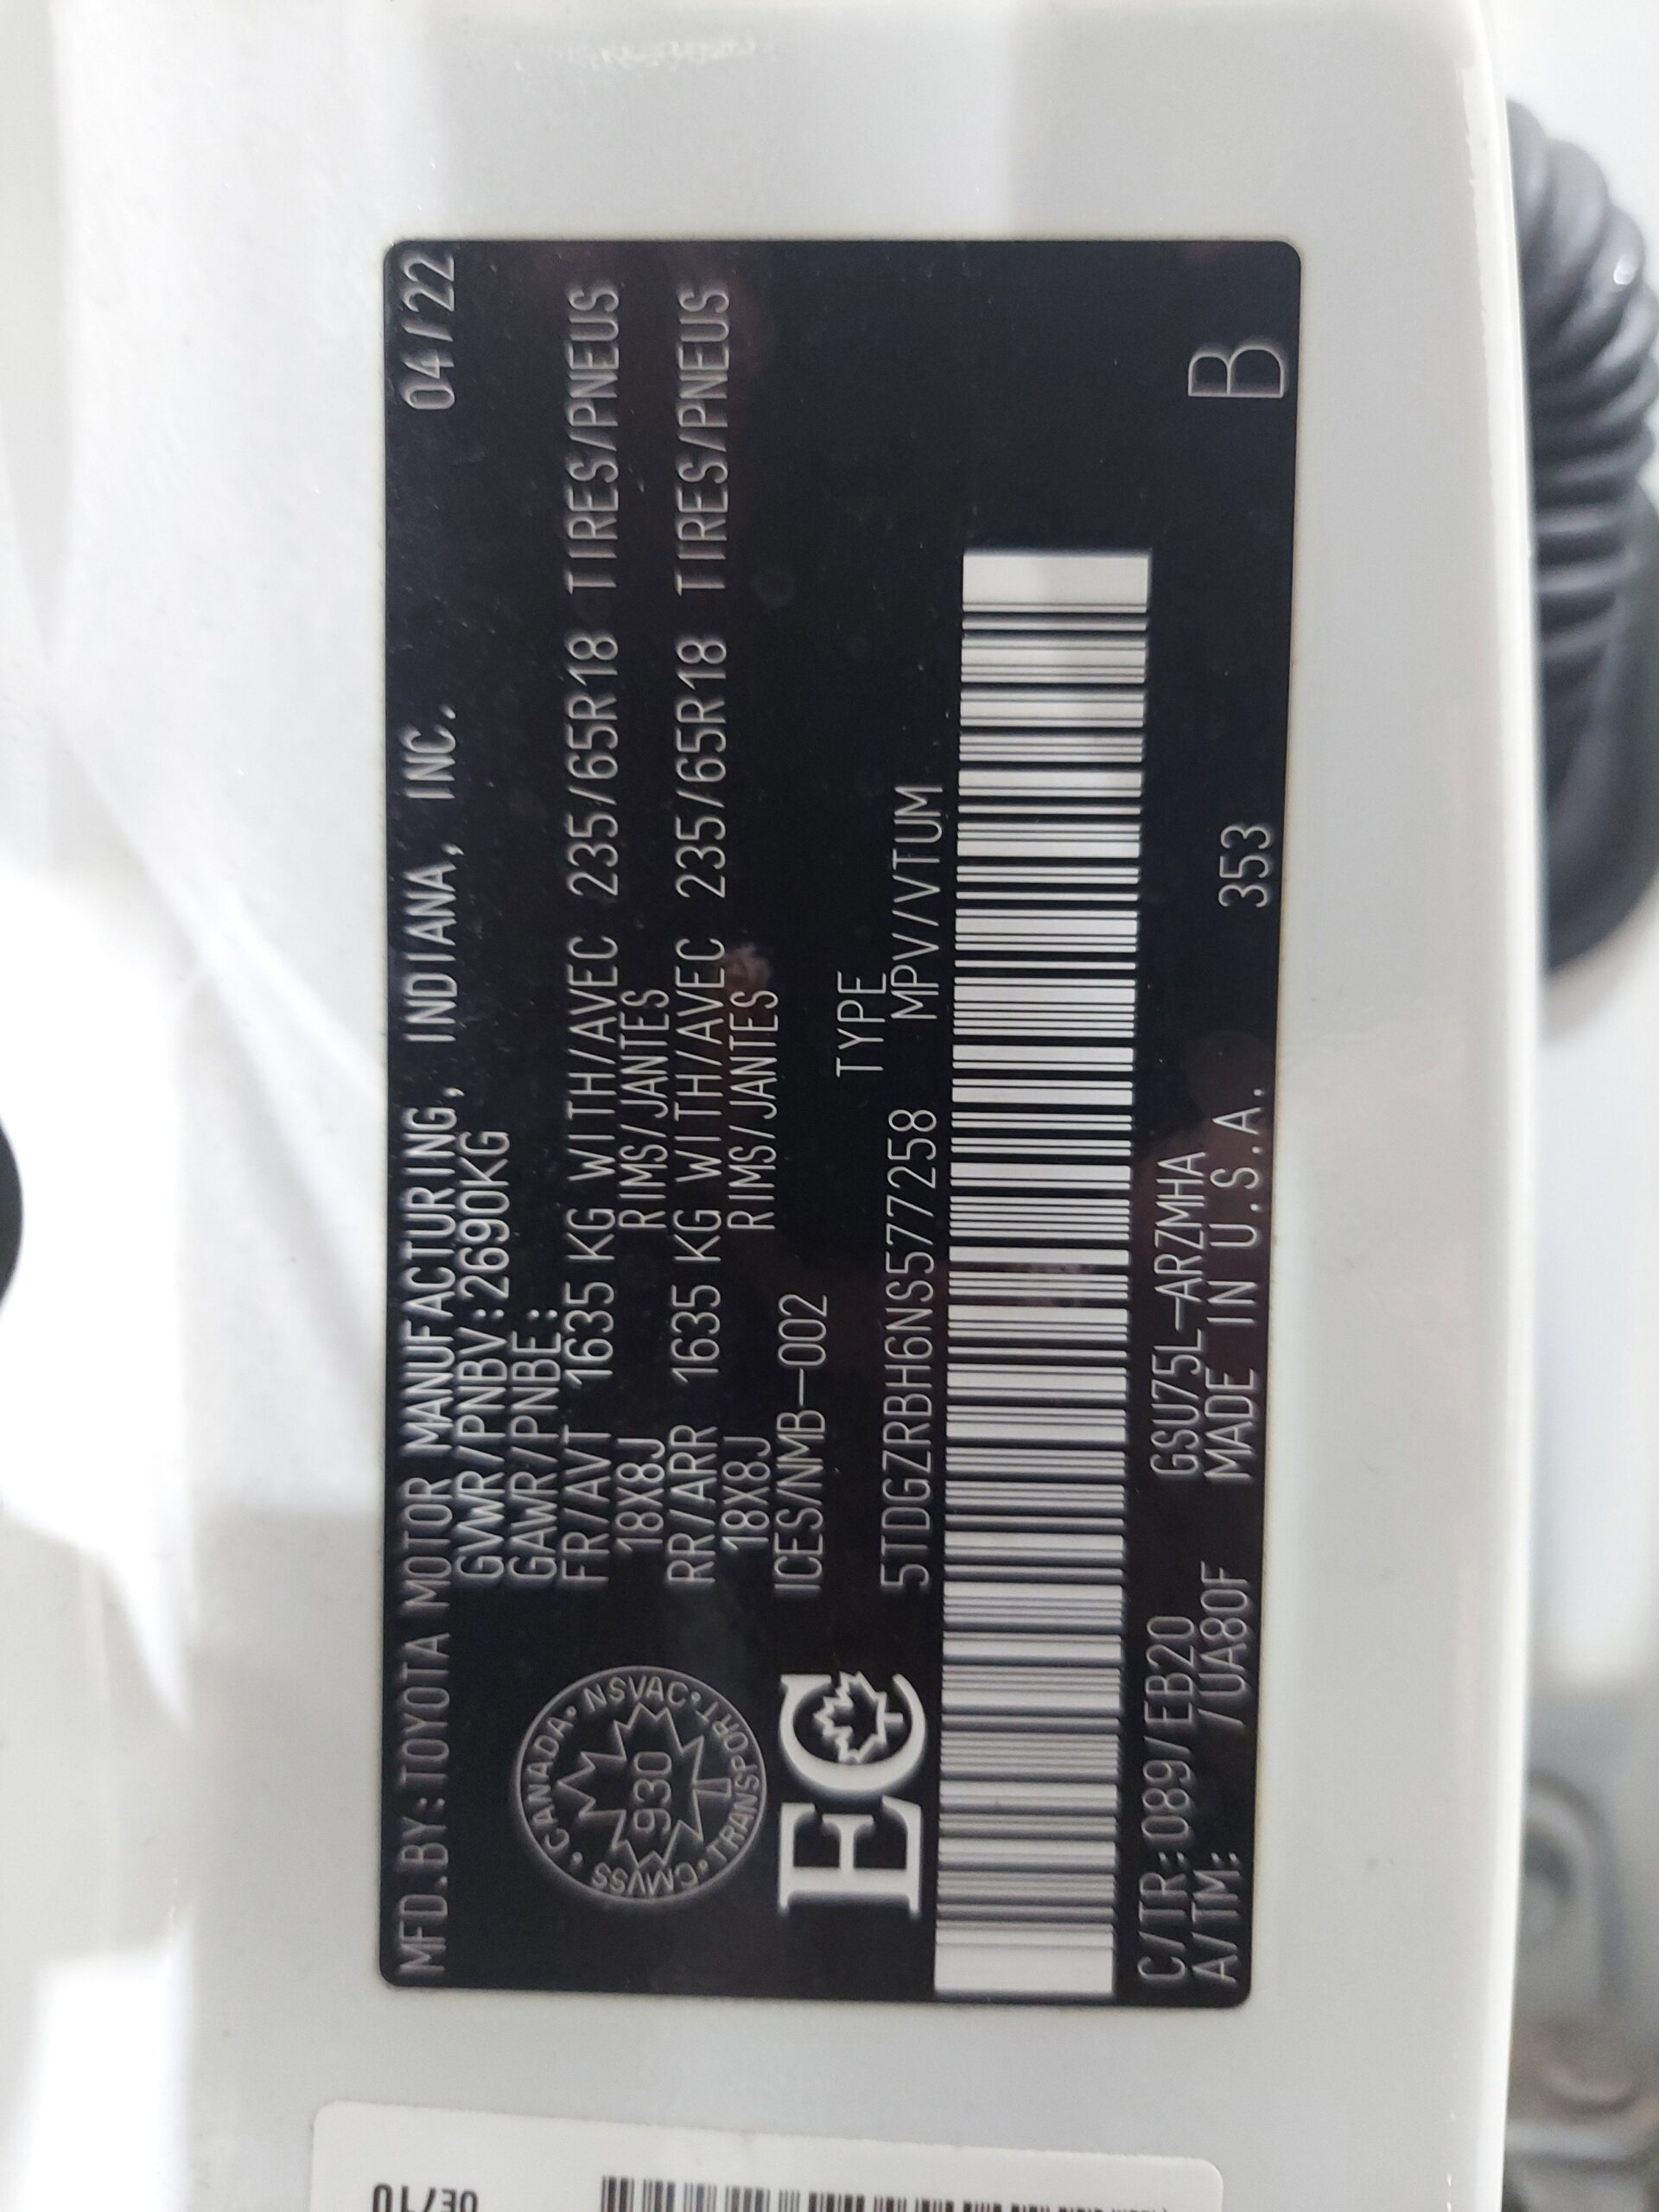 MFD.BY:TOYOTA MOTOR MANUFACTURING, INDIANA, INC. 04/22
GVWR/PNBV:2690KG
GAWR/PNBE:
FR/AVT 1635 KG WITH/AVEC 235/65R18 TIRES/PNEUS
18X8J RIMS/JANTES
RR/ARR 1635 KG WITH/AVEC 235/65R18 TIRES/PNEUS
18X8J RIMS/JANTES
ICES/NMB-002
CANADA • NSVAC • TRANSPORT • CMVSS •
930
EC
TYPE
5TDGZRBH6NS577258 MPV/VTUM
C/TR:089/EB20 GSU75L-ARZMHA
A/TM: /UA80F MADE IN U.S.A. 353 B